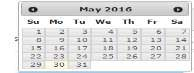 May 2016
Su Mo Tu We Th Fr Sa
1 2 3 4 5 6 7
8 9 10 11 12 13 14
15 16 17 18 19 20 21
22 23 24 25 26 27 28
29 30 31